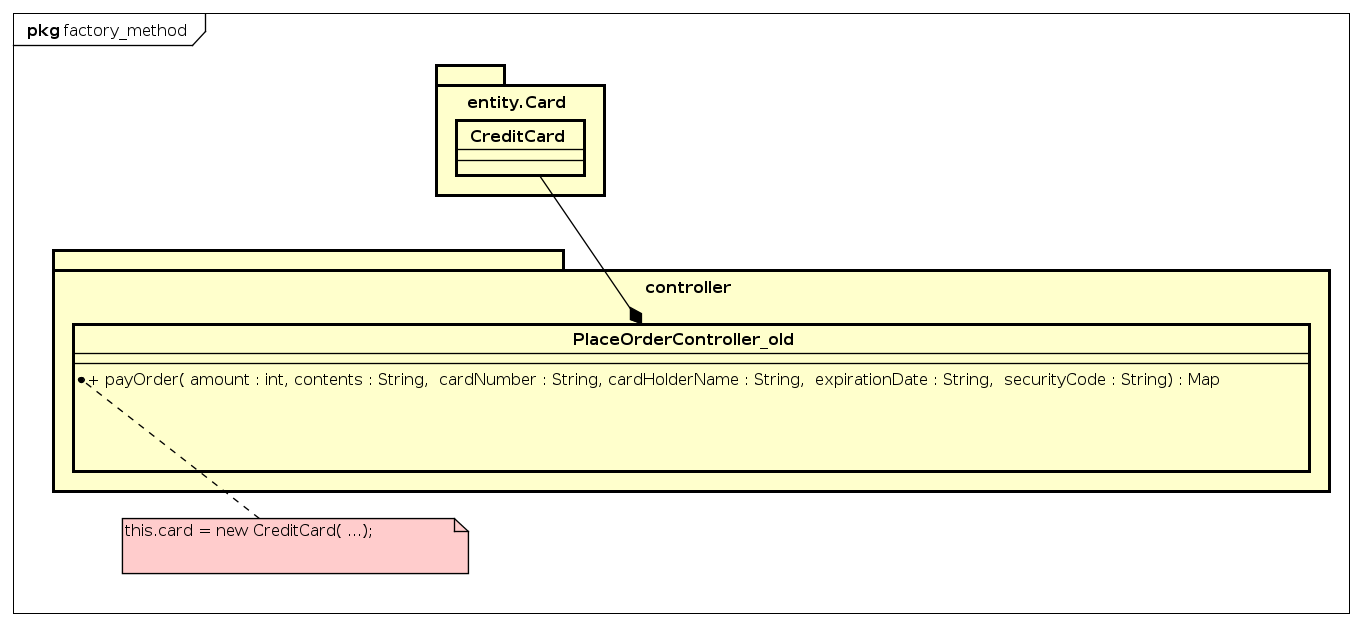 pkg factory_method
entity.Card
CreditCard
controller
PlaceOrderController_old
+ payOrder( amount : int, contents : String,  cardNumber : String, cardHolderName : String,  expirationDate : String,  securityCode : String) : Map
this.card = new CreditCard( ...);